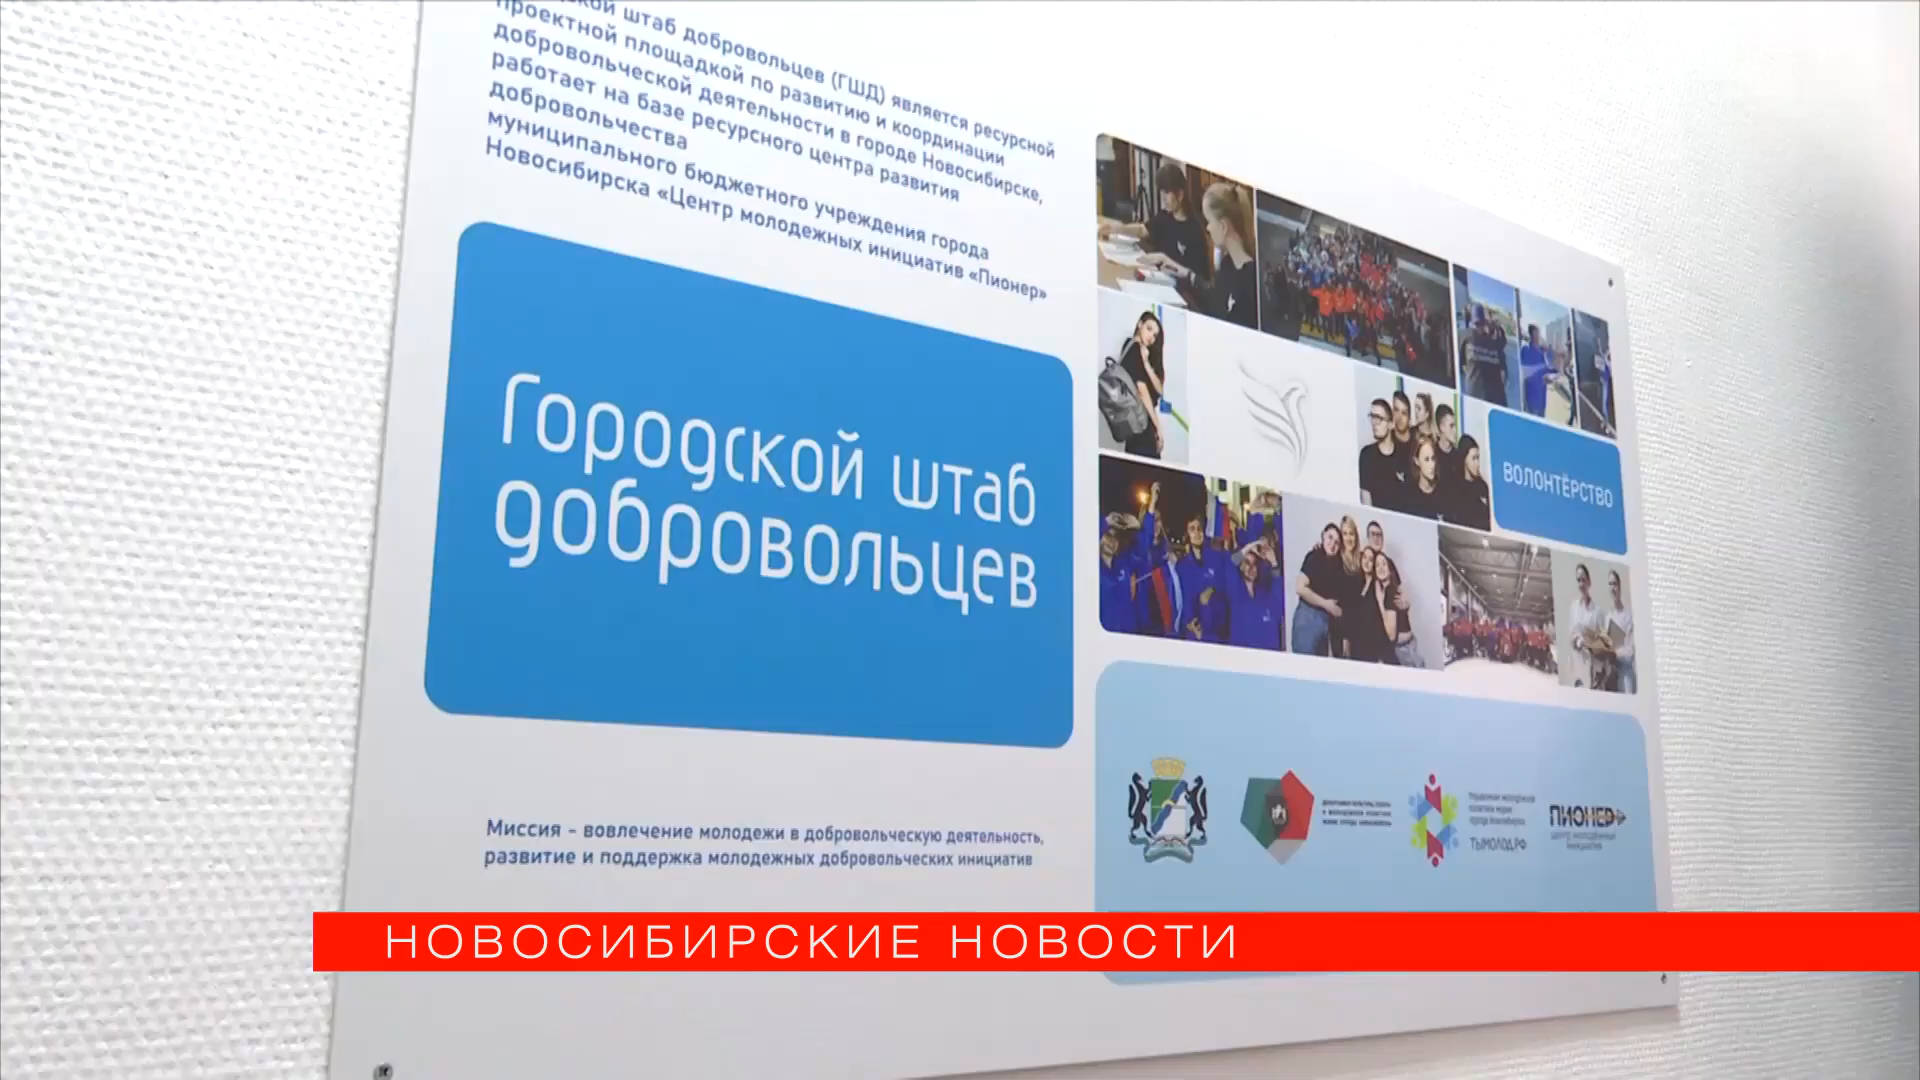 штаб добровольцев (ГШД) является ресурсной
проектной площадкой по развитию и координации
добровольческой деятельности в городе Новосибирске,
работает на базе ресурсного центра развития
добровольчества
муниципального бюджетного учреждения города
Новосибирска «Центр молодежных инициатив «Пионер»
Городской штаб
добровольцев
ВОЛОНТЁРСТВО
Миссия - вовлечение молодежи в добровольческую деятельность,
развитие и поддержка молодежных добровольческих инициатив
ТЫМОЛОД.РФ
ПИОНЕР
НОВОСИБИРСКИЕ НОВОСТИ